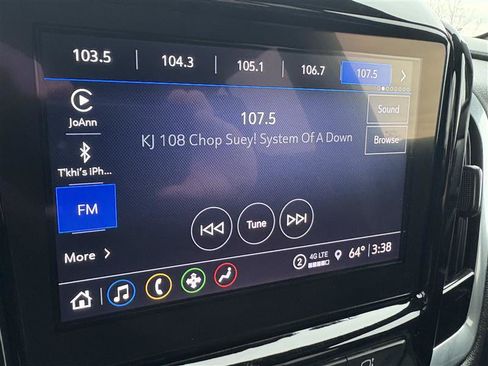 103.5 104.3 105.1 106.7 107.5
JoAnn
107.5
Sound
KJ 108 Chop Suey! System Of A Down
Browse
T'khi's iPh...
FM
Tune
More
2 4G LTE 64° 3:38